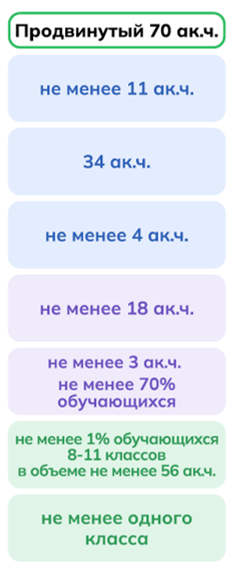 Продвинутый 70 ак.ч.
не менее 11 ак.ч.
34 ак.ч.
не менее 4 ак.ч.
не менее 18 ак.ч.
не менее 3 ак.ч.
не менее 70%
обучающихся
не менее 1% обучающихся
8-11 классов
в объеме не менее 56 ак.ч.
не менее одного
класса